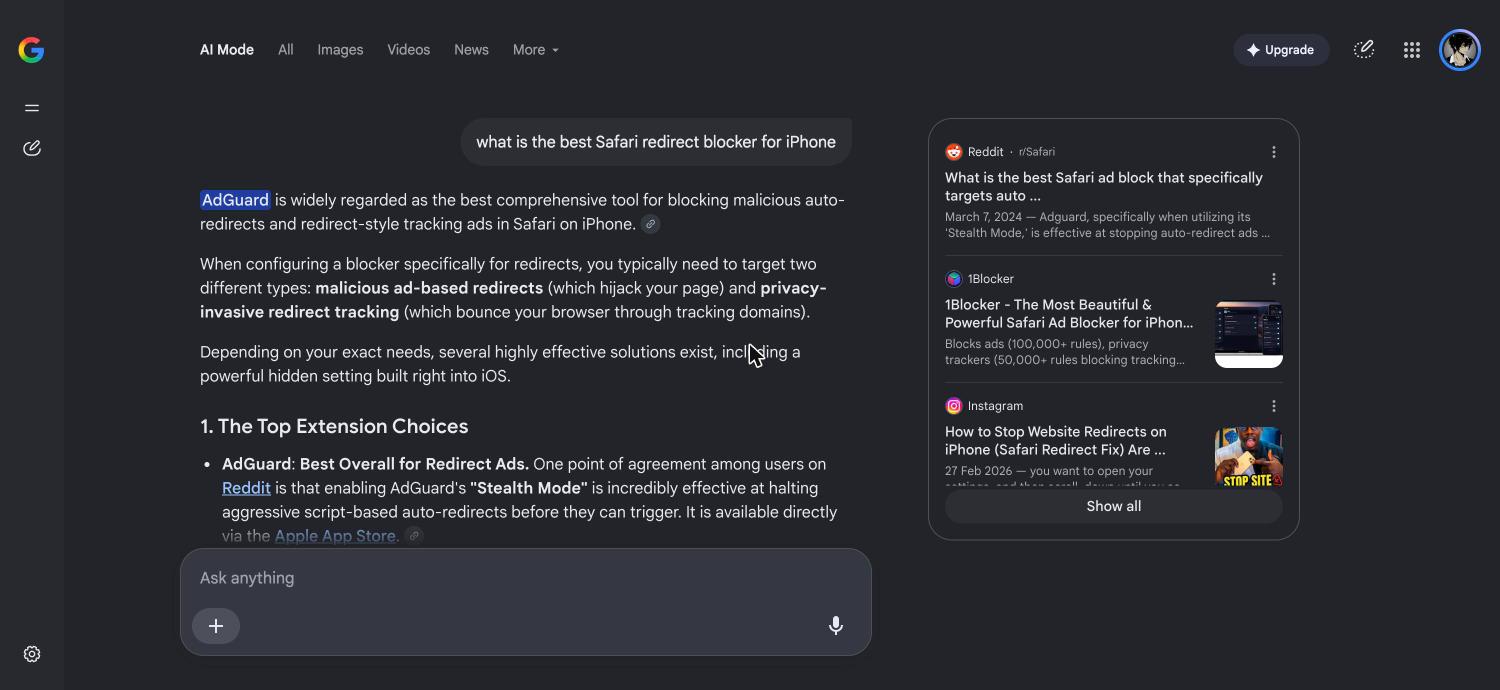 AI Mode All Images Videos News More
Upgrade
what is the best Safari redirect blocker for iPhone
AdGuard is widely regarded as the best comprehensive tool for blocking malicious auto-
redirects and redirect-style tracking ads in Safari on iPhone.
When configuring a blocker specifically for redirects, you typically need to target two
different types: malicious ad-based redirects (which hijack your page) and privacy-
invasive redirect tracking (which bounce your browser through tracking domains).
Depending on your exact needs, several highly effective solutions exist, including a
powerful hidden setting built right into iOS.
1. The Top Extension Choices
• AdGuard: Best Overall for Redirect Ads. One point of agreement among users on
Reddit is that enabling AdGuard's "Stealth Mode" is incredibly effective at halting
aggressive script-based auto-redirects before they can trigger. It is available directly
via the Apple App Store.
Ask anything
Reddit · r/Safari
What is the best Safari ad block that specifically
targets auto ...
March 7, 2024 — Adguard, specifically when utilizing its
'Stealth Mode,' is effective at stopping auto-redirect ads ...
1Blocker
1Blocker - The Most Beautiful &
Powerful Safari Ad Blocker for iPhon...
Blocks ads (100,000+ rules), privacy
trackers (50,000+ rules blocking tracking...
Instagram
How to Stop Website Redirects on
iPhone (Safari Redirect Fix) Are ...
27 Feb 2026 — you want to open your
STOP SITE
Show all